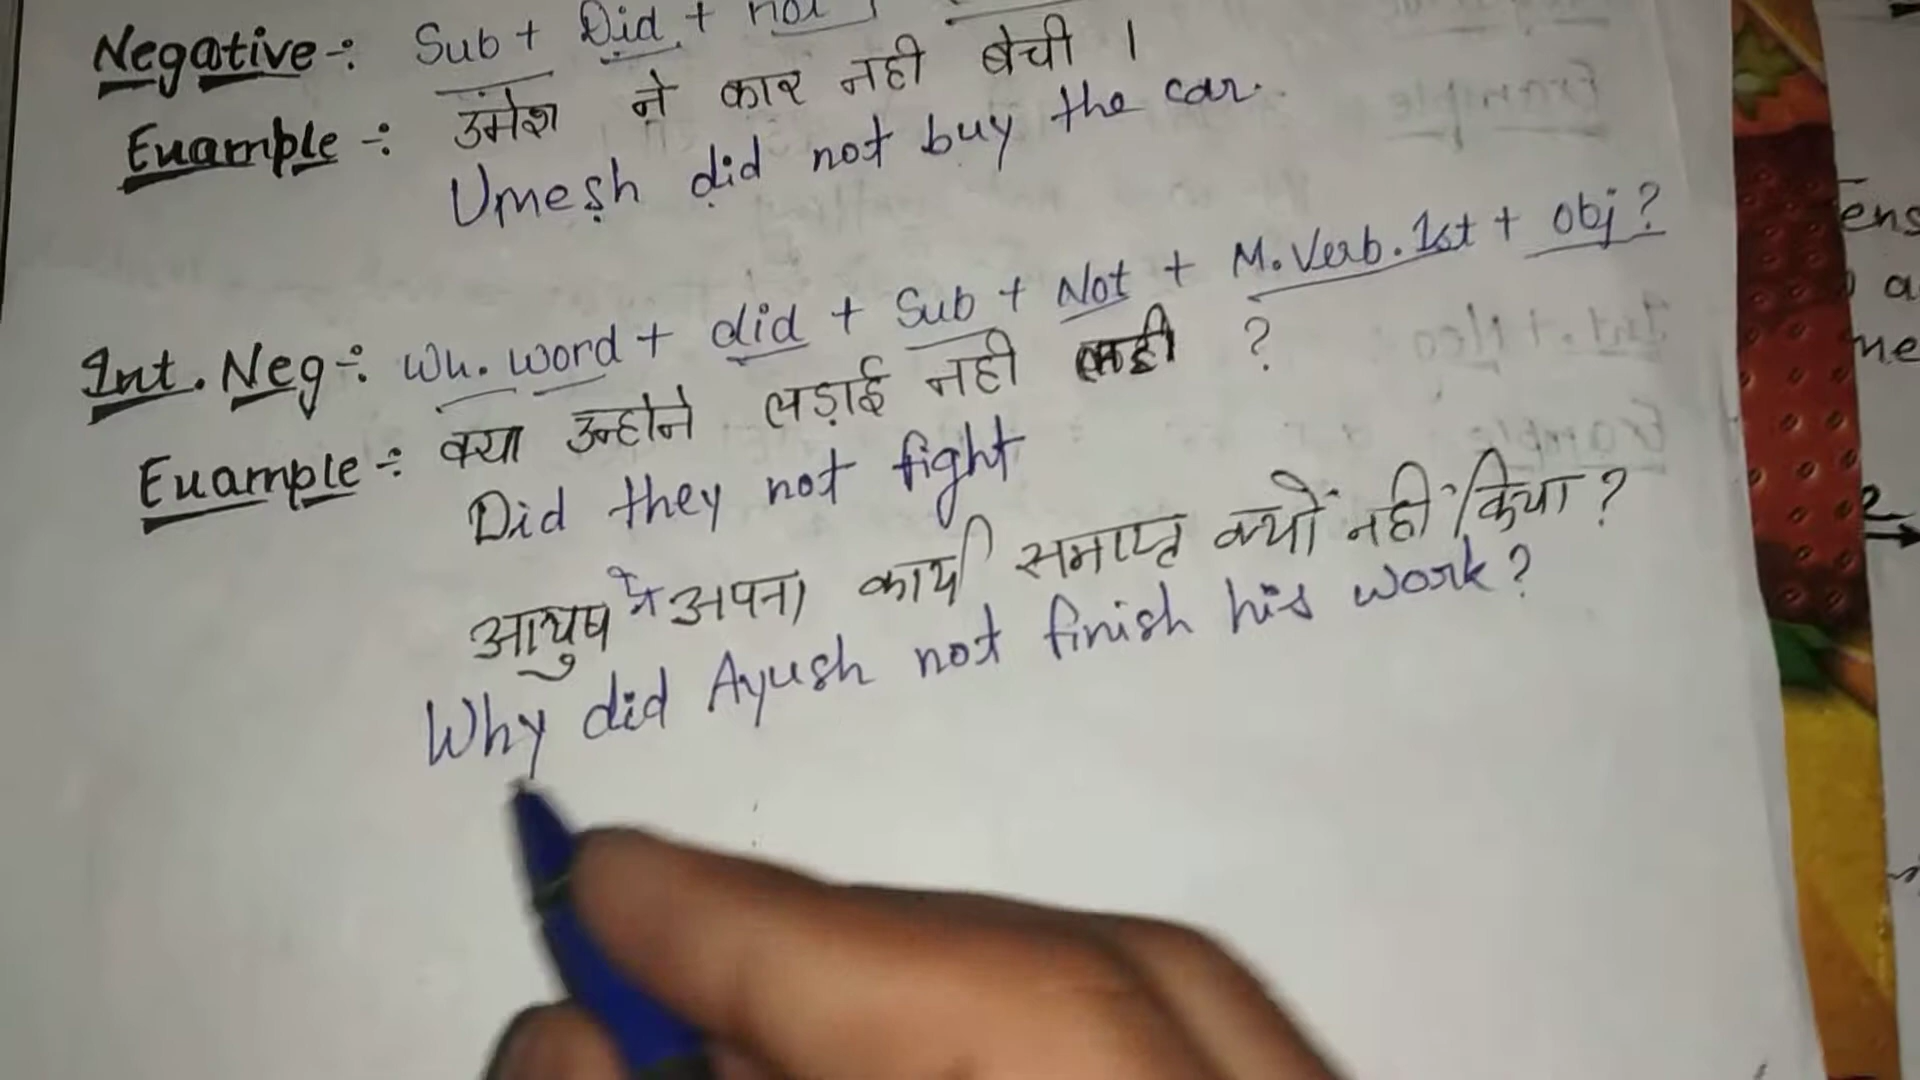 Negative -: Sub + Did + not
Example -: उमेश ने कार नही बेची ।
Umesh did not buy the car.
Int. Neg -: Wh. word + did + Sub + Not + M. Verb. 1st + obj ?
Example -: क्या उन्होने लड़ाई नही लड़ी ?
Did they not fight
आयुष ने अपना कार्य समाप्त क्यों नही किया ?
Why did Ayush not finish his work ?